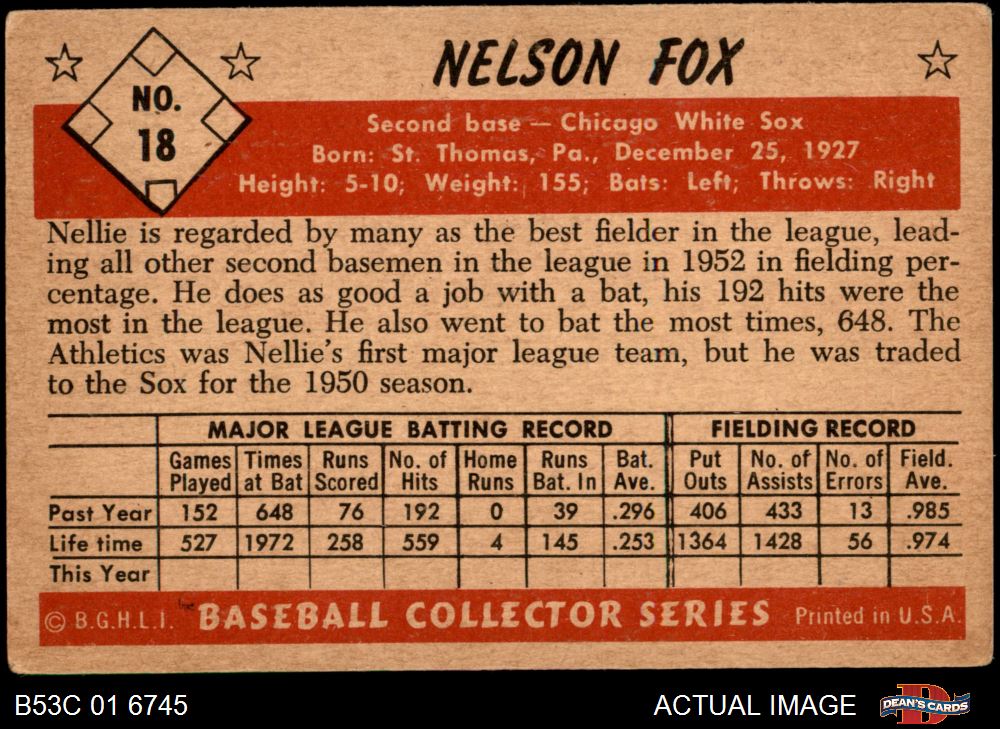 NELSON FOX
NO.
18
Second base — Chicago White Sox
Born: St. Thomas, Pa., December 25, 1927
Height: 5-10; Weight: 155; Bats: Left; Throws: Right
Nellie is regarded by many as the best fielder in the league, lead-
ing all other second basemen in the league in 1952 in fielding per-
centage. He does as good a job with a bat, his 192 hits were the
most in the league. He also went to bat the most times, 648. The
Athletics was Nellie's first major league team, but he was traded
to the Sox for the 1950 season.
MAJOR LEAGUE BATTING RECORD FIELDING RECORD
Games Times Runs No. of Home Runs Bat. Put No. of No. of Field.
Played at Bat Scored Hits Runs Bat. In Ave. Outs Assists Errors Ave.
Past Year 152 648 76 192 0 39 .296 406 433 13 .985
Life time 527 1972 258 559 4 145 .253 1364 1428 56 .974
This Year
© B.G.H.L.I. BASEBALL COLLECTOR SERIES Printed in U.S.A.
B53C 01 6745 ACTUAL IMAGE DEAN'S CARDS